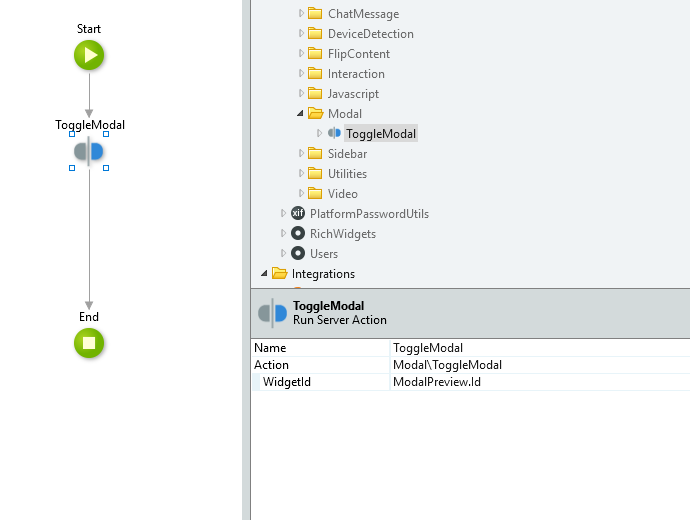 Start
ToggleModal
End
ChatMessage
DeviceDetection
FlipContent
Interaction
Javascript
Modal
ToggleModal
Sidebar
Utilities
Video
xif PlatformPasswordUtils
RichWidgets
Users
Integrations
ToggleModal
Run Server Action
Name ToggleModal
Action Modal\ToggleModal
WidgetId ModalPreview.Id